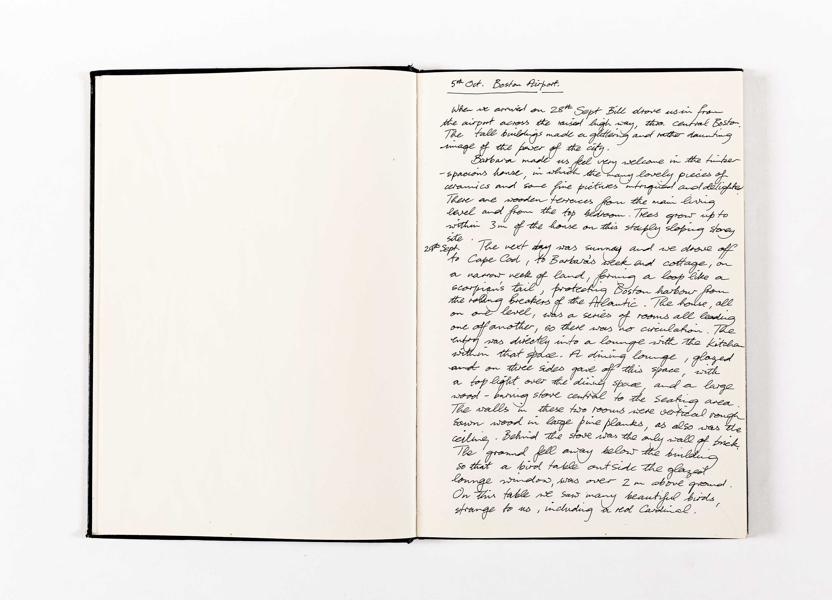 5th Oct. Boston Airport.
When we arrived on 28th Sept Bill drove us in from
the airport across the raised high way, thro. central Boston.
The tall buildings made a glittering and rather daunting
image of the power of the city.
Barbara made us feel very welcome in the timber
-spacious house, in which the many lovely pieces of
ceramics and some fine pictures intrigued and delighted
There are wooden terraces from the main living
level and from the top bedroom. Trees grow up to
within 3m of the house on this steeply sloping stoney
site.
29th Sept. The next day was sunny and we drove off
to Cape Cod, to Barbara's week end cottage, on
a narrow neck of land, forming a loop like a
scorpion's tail, protecting Boston harbour from
the rolling breakers of the Atlantic. The house, all
on one level, was a series of rooms all leading
one off another, so there was no circulation. The
entry was directly into a lounge with the kitchen
within that space. A dining lounge, glazed
and on three sides gave off this space, with
a top light over the dining space, and a large
wood-burning stove central to the seating area.
The walls in these two rooms were vertical rough
sawn wood in large pine planks, as also was the
ceiling. Behind the stove was the only wall of brick.
The ground fell away below the building
so that a bird table outside the glazed
lounge window, was over 2m above ground.
On this table we saw many beautiful birds,
strange to us, including a red Cardinal.